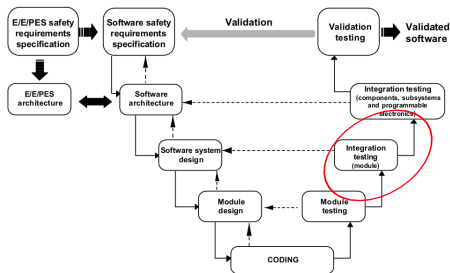 E/E/PES safety
requirements
specification
Software safety
requirements
specification
Validation
Validation
testing
Validated
software
E/E/PES
architecture
Software
architecture
Integration testing
(components, subsystems
and programmable
electronics)
Software system
design
Integration
testing
(module)
Module
design
Module
testing
CODING